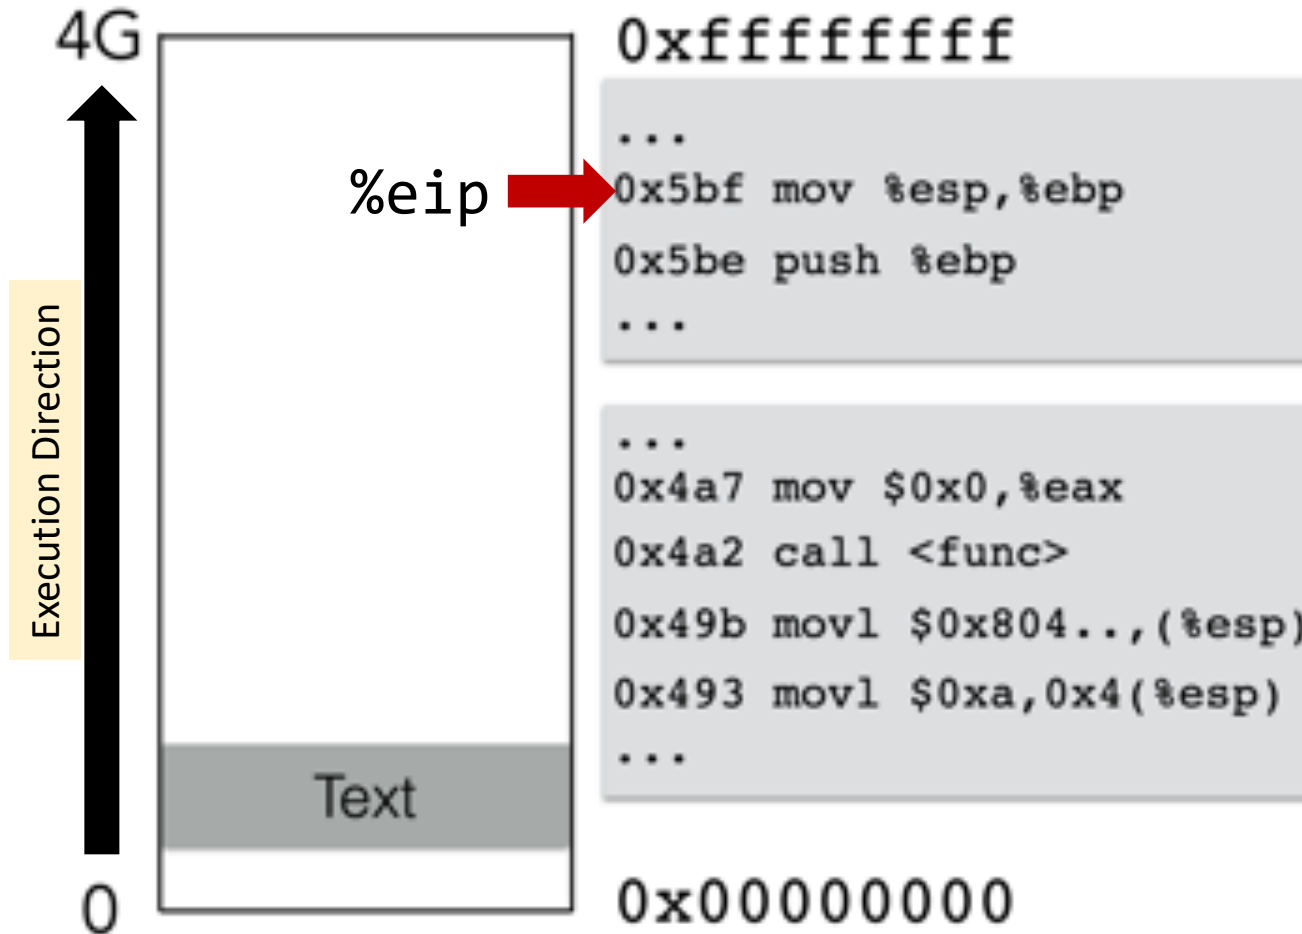 4G
0xffffffff
...
%eip
0x5bf mov %esp,%ebp
0x5be push %ebp
...
Execution Direction
...
0x4a7 mov $0x0,%eax
0x4a2 call <func>
0x49b movl $0x804..,(%esp)
0x493 movl $0xa,0x4(%esp)
...
Text
0
0x00000000